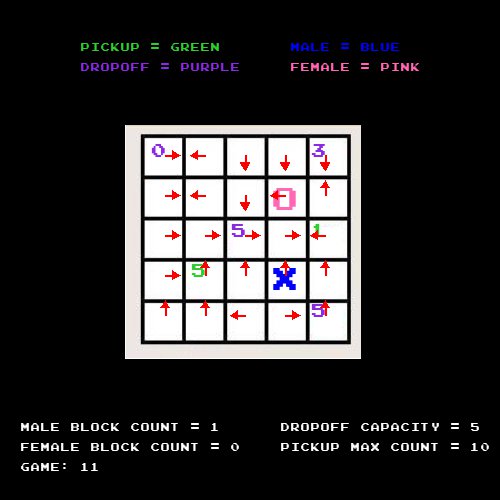 PICKUP = GREEN
MALE = BLUE
DROPOFF = PURPLE
FEMALE = PINK
0
3
5
1
5
5
MALE BLOCK COUNT = 1
DROPOFF CAPACITY = 5
FEMALE BLOCK COUNT = 0
PICKUP MAX COUNT = 10
GAME: 11